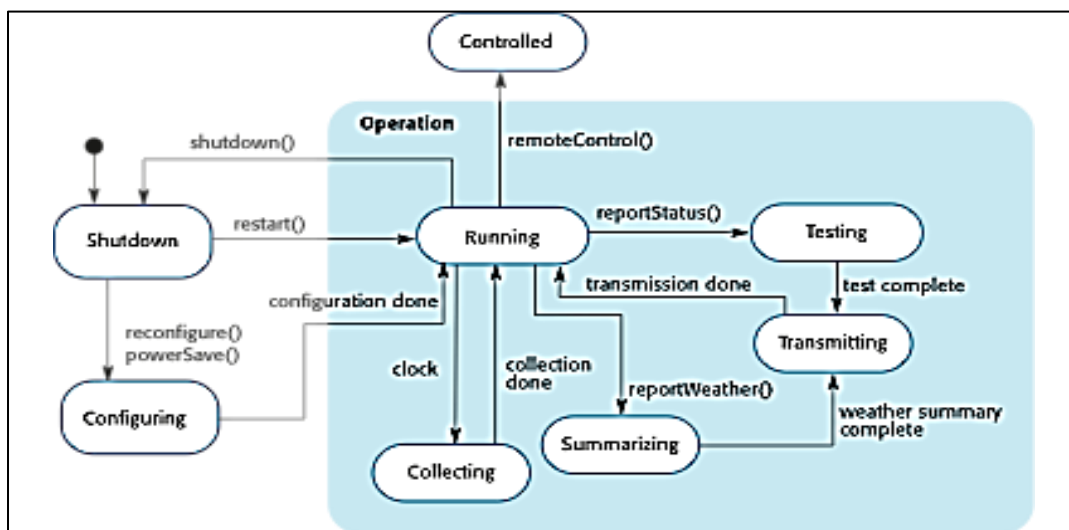 Controlled
Operation
shutdown()
remoteControl()
reportStatus()
Shutdown
restart()
Running
Testing
transmission done
test complete
configuration done
reconfigure()
powerSave()
clock
collection
done
Transmitting
reportWeather()
weather summary
complete
Configuring
Summarizing
Collecting